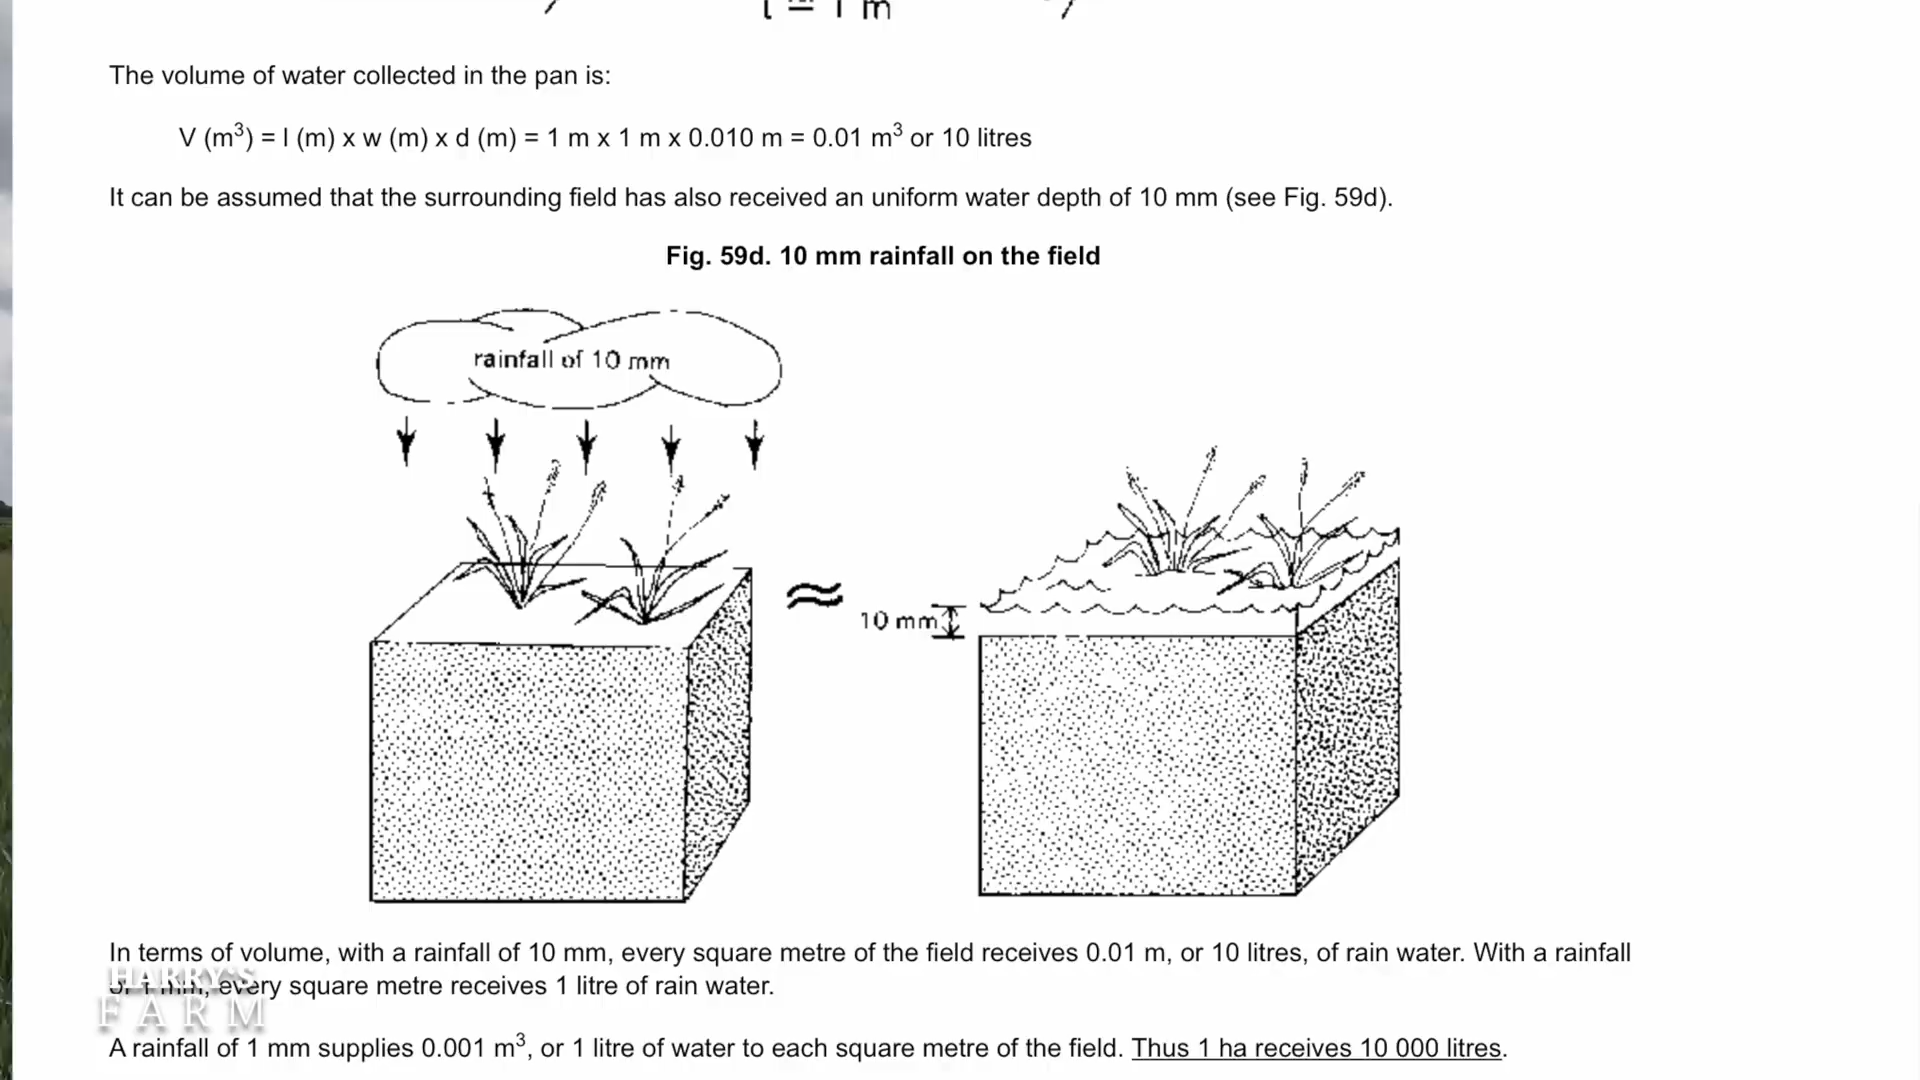 l = 1 m
The volume of water collected in the pan is:
V (m³) = l (m) x w (m) x d (m) = 1 m x 1 m x 0.010 m = 0.01 m³ or 10 litres
It can be assumed that the surrounding field has also received an uniform water depth of 10 mm (see Fig. 59d).
Fig. 59d. 10 mm rainfall on the field
rainfall of 10 mm
≈
10 mm
In terms of volume, with a rainfall of 10 mm, every square metre of the field receives 0.01 m, or 10 litres, of rain water. With a rainfall
of 1 mm, every square metre receives 1 litre of rain water.
HARRY'S
FARM
A rainfall of 1 mm supplies 0.001 m³, or 1 litre of water to each square metre of the field. Thus 1 ha receives 10 000 litres.